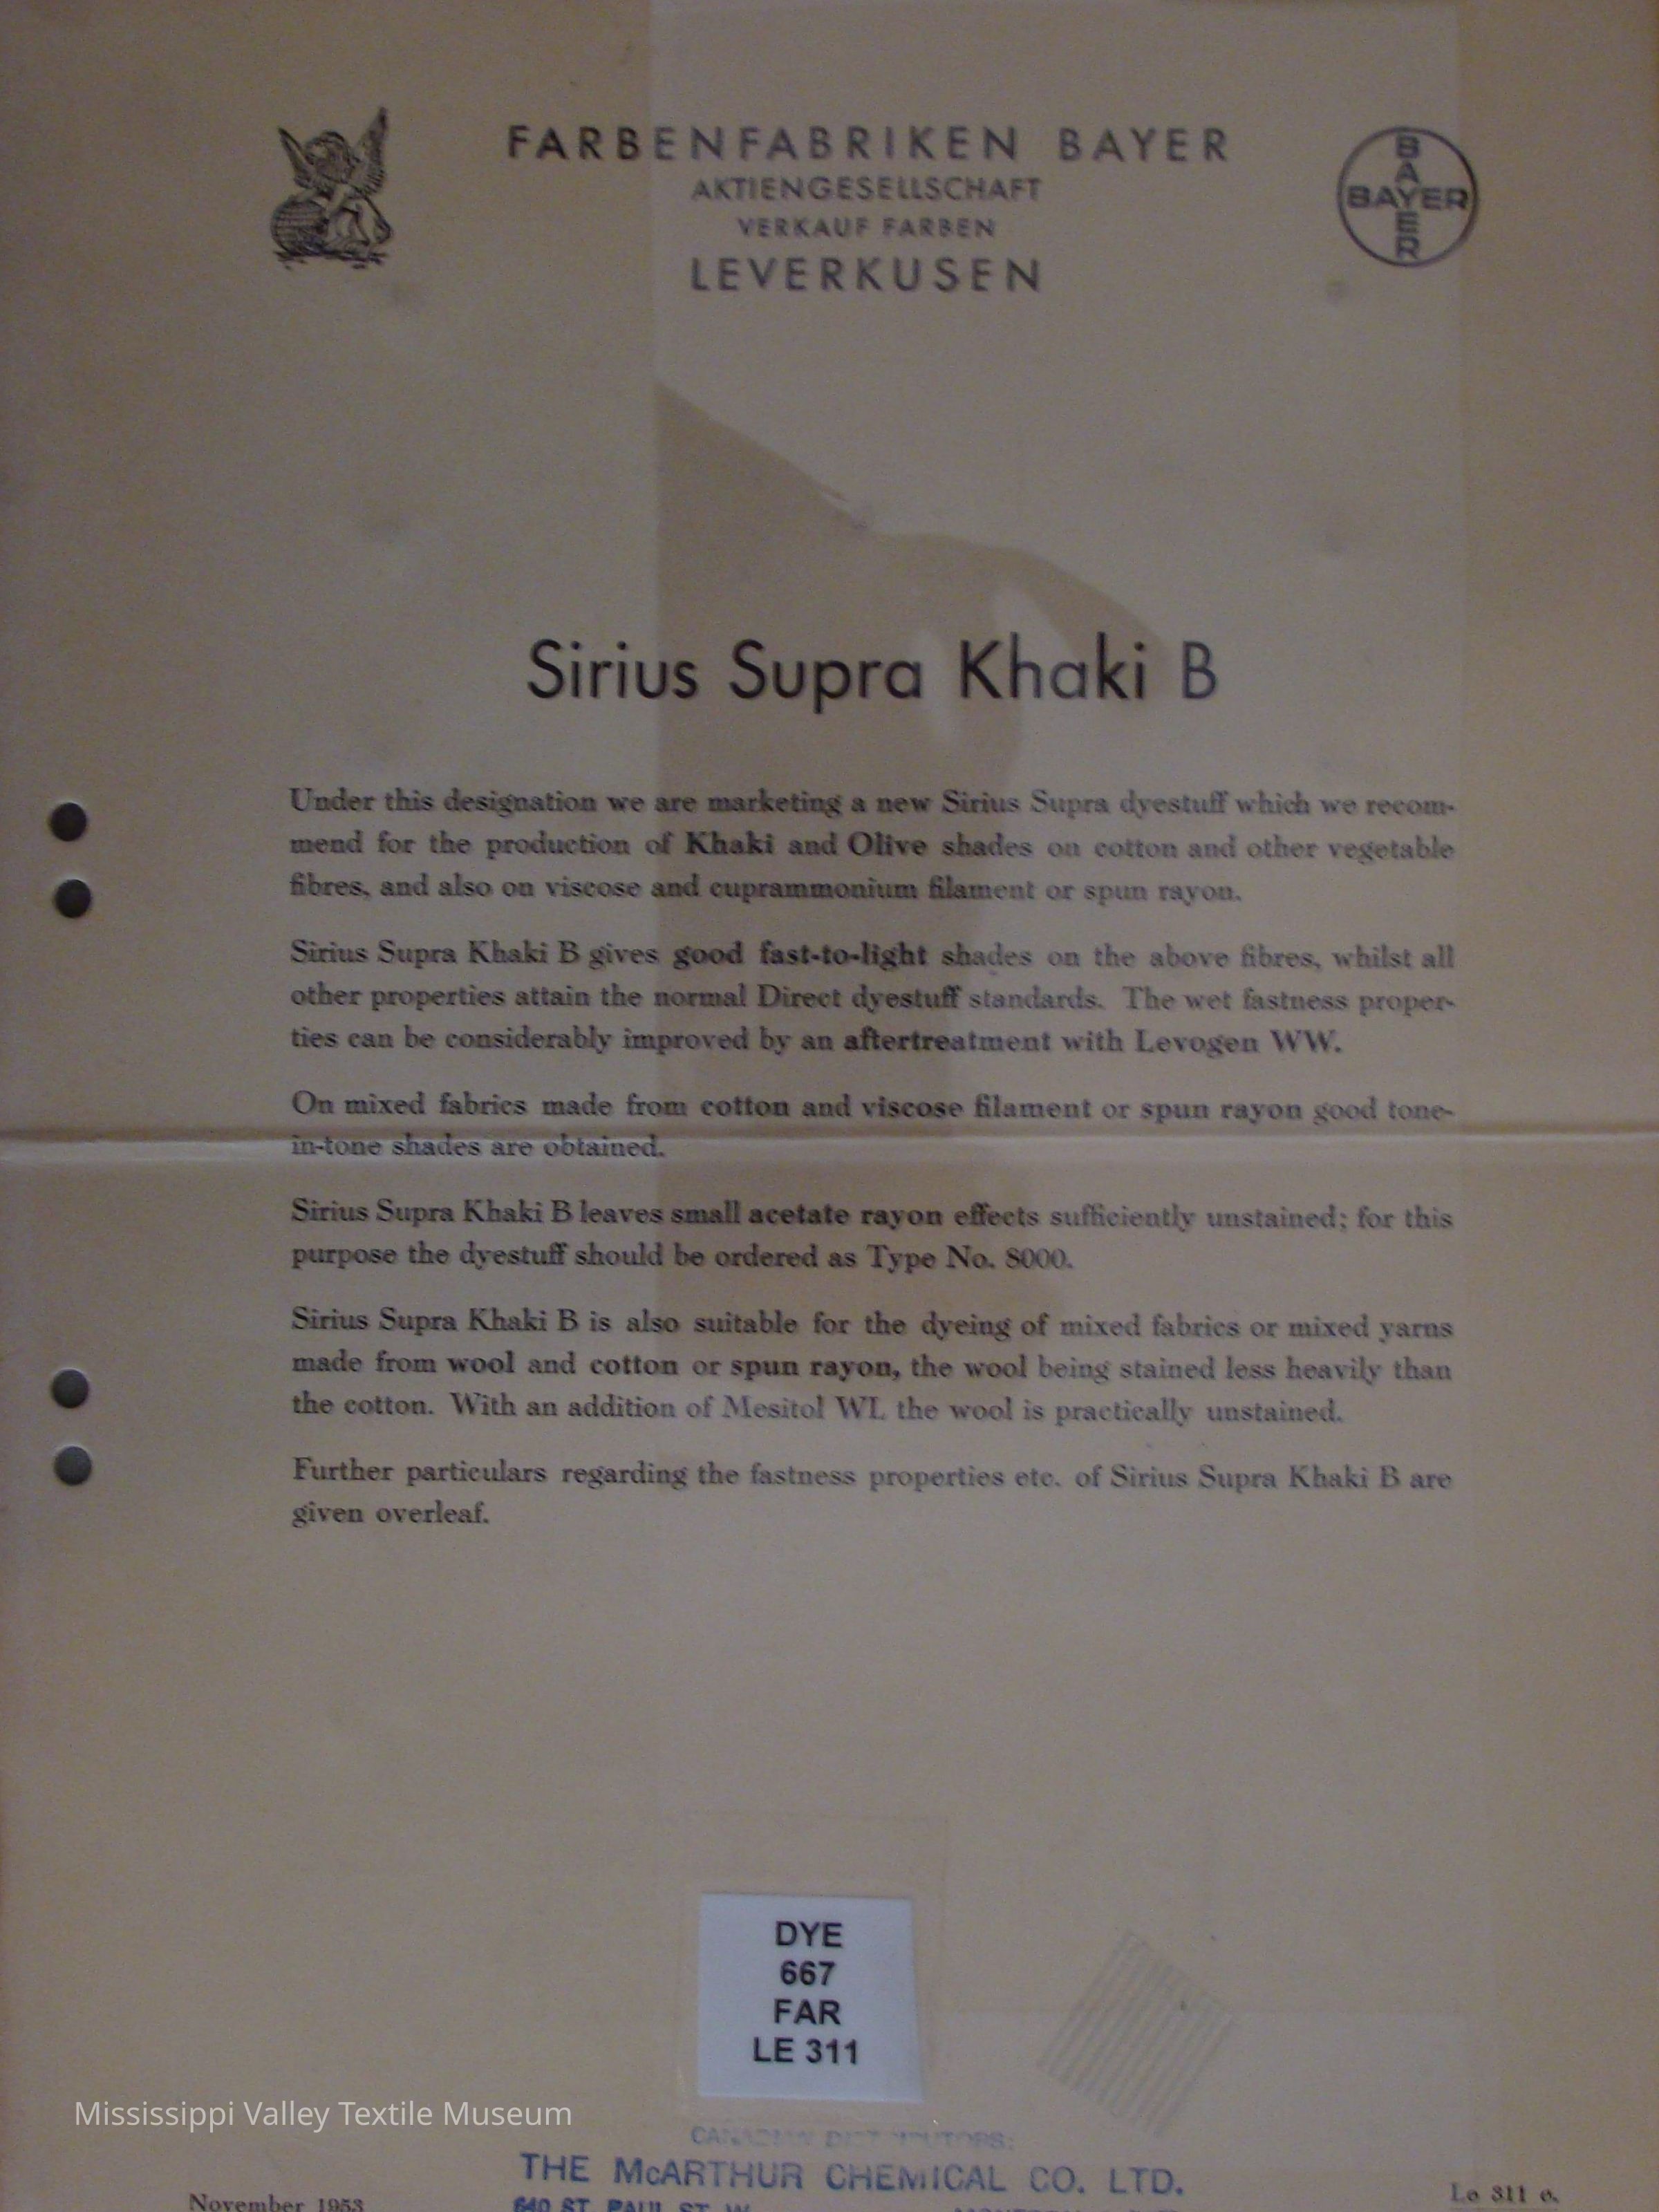 FARBENFABRIKEN BAYER
AKTIENGESELLSCHAFT
VERKAUF FARBEN
LEVERKUSEN
BAYER
BAYER
Sirius Supra Khaki B
Under this designation we are marketing a new Sirius Supra dyestuff which we recom-
mend for the production of Khaki and Olive shades on cotton and other vegetable
fibres, and also on viscose and cuprammonium filament or spun rayon.
Sirius Supra Khaki B gives good fast-to-light shades on the above fibres, whilst all
other properties attain the normal Direct dyestuff standards. The wet fastness proper-
ties can be considerably improved by an aftertreatment with Levogen WW.
On mixed fabrics made from cotton and viscose filament or spun rayon good tone-
in-tone shades are obtained.
Sirius Supra Khaki B leaves small acetate rayon effects sufficiently unstained; for this
purpose the dyestuff should be ordered as Type No. 8000.
Sirius Supra Khaki B is also suitable for the dyeing of mixed fabrics or mixed yarns
made from wool and cotton or spun rayon, the wool being stained less heavily than
the cotton. With an addition of Mesitol WL the wool is practically unstained.
Further particulars regarding the fastness properties etc. of Sirius Supra Khaki B are
given overleaf.
DYE
667
FAR
LE 311
Mississippi Valley Textile Museum
CANADIAN DISTRIBUTORS:
THE McARTHUR CHEMICAL CO. LTD.
November 1953
640 ST. PAUL ST. W.
Le 311 e.